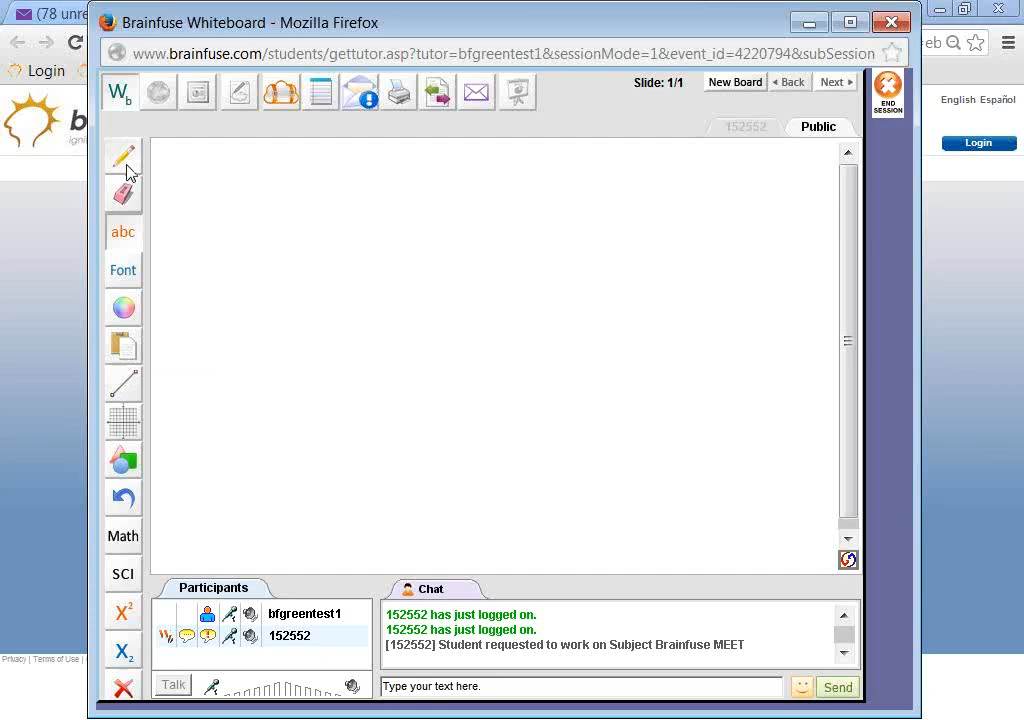 (78 unre
Brainfuse Whiteboard - Mozilla Firefox
www.brainfuse.com/students/gettutor.asp?tutor=bfgreentest1&sessionMode=1&event_id=4220794&subSession
eb
Login
English Español
Login
b
igni
Wb
Slide: 1/1
New Board
Back
Next
END
SESSION
152552
Public
abc
Font
Math
SCI
X²
X₂
Participants
bfgreentest1
152552
Talk
Chat
152552 has just logged on.
152552 has just logged on.
[152552] Student requested to work on Subject Brainfuse MEET
Type your text here.
Send
Privacy | Terms of Use |